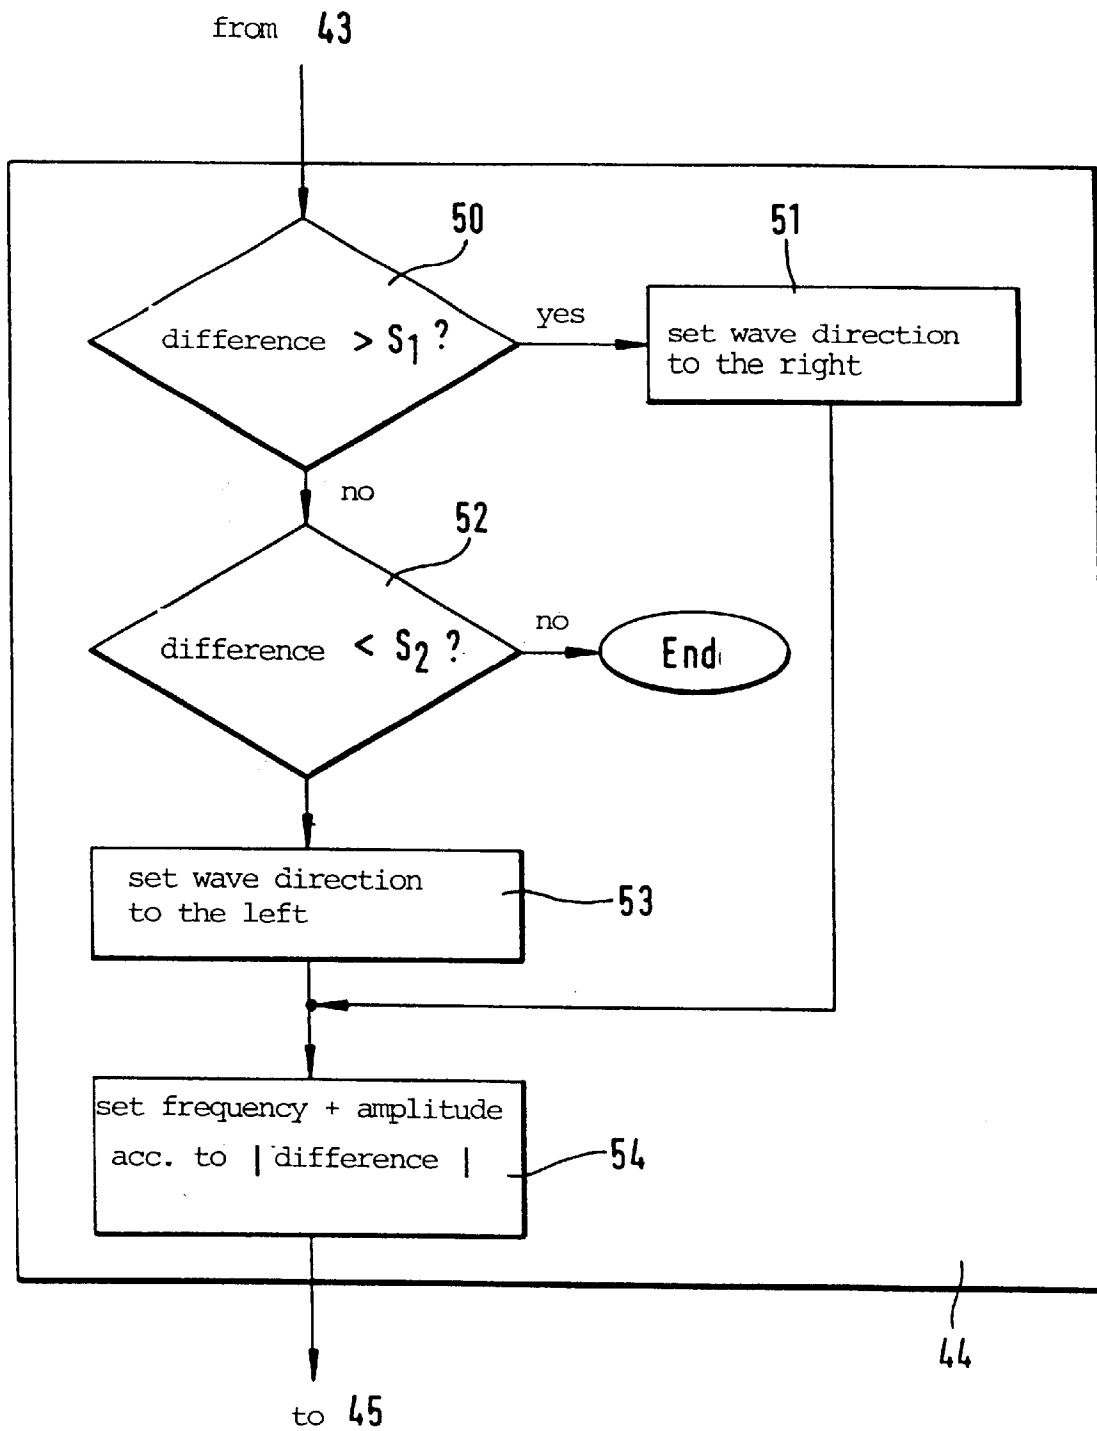 from 43
50
51
difference > S1 ?
yes
set wave direction
to the right
no
52
difference < S2 ?
no
End
set wave direction
to the left
53
set frequency + amplitude
acc. to | difference |
54
44
to 45